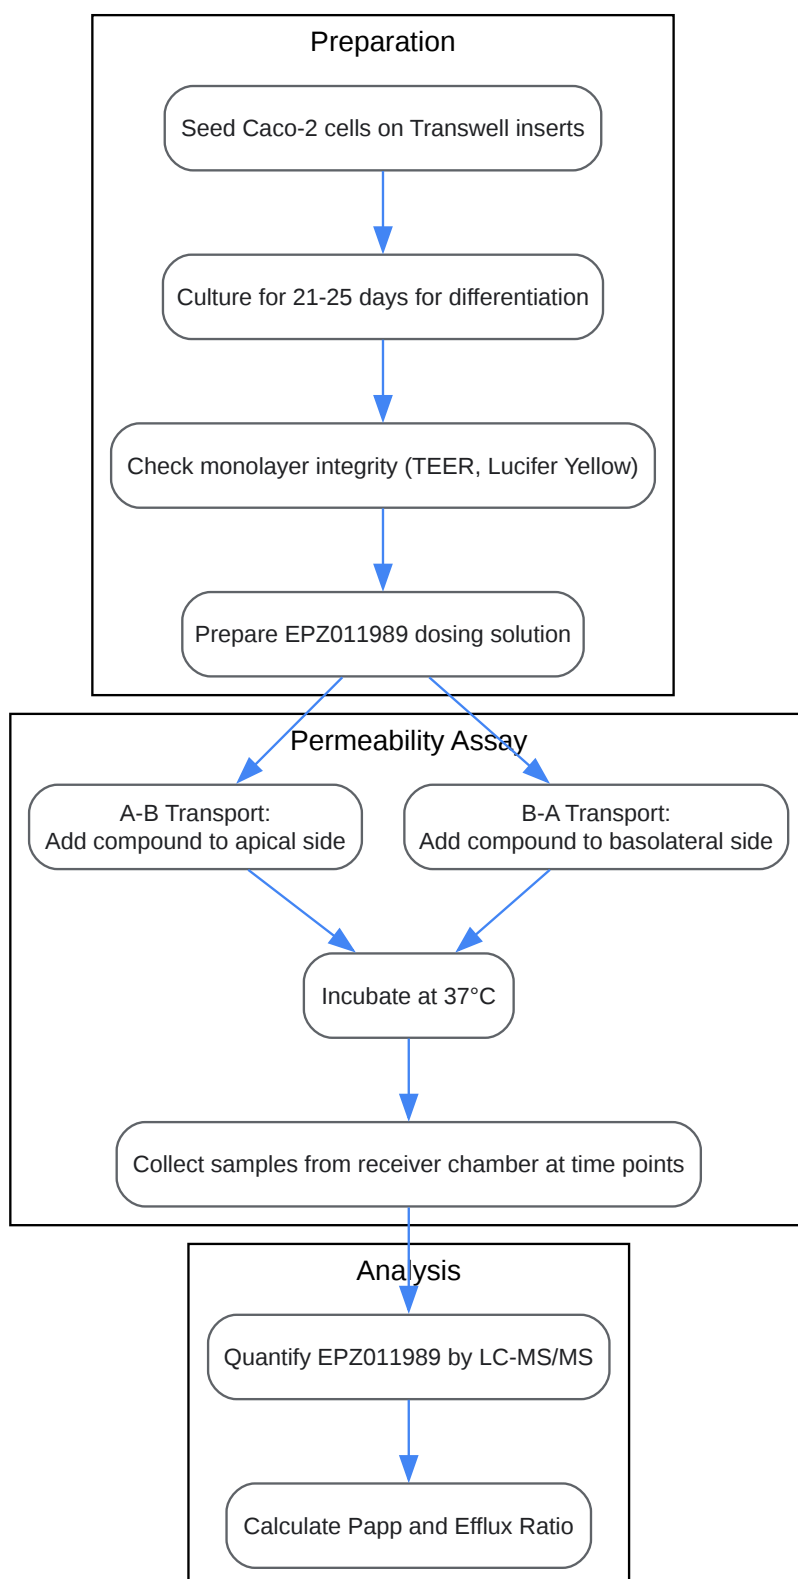 Preparation
Seed Caco-2 cells on Transwell inserts
Culture for 21-25 days for differentiation
Check monolayer integrity (TEER, Lucifer Yellow)
Prepare EPZ011989 dosing solution
Permeability Assay
A-B Transport:
Add compound to apical side
B-A Transport:
Add compound to basolateral side
Incubate at 37°C
Collect samples from receiver chamber at time points
Analysis
Quantify EPZ011989 by LC-MS/MS
Calculate Papp and Efflux Ratio